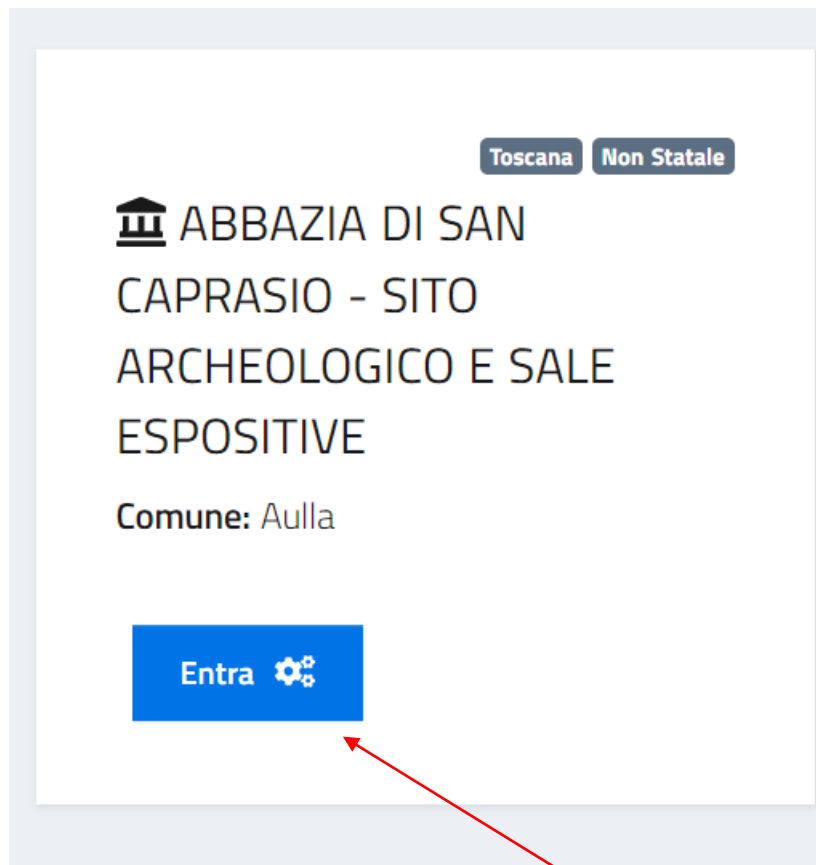 Toscana Non Statale
ABBAZIA DI SAN
CAPRASIO - SITO
ARCHEOLOGICO E SALE
ESPOSITIVE
Comune: Aulla
Entra